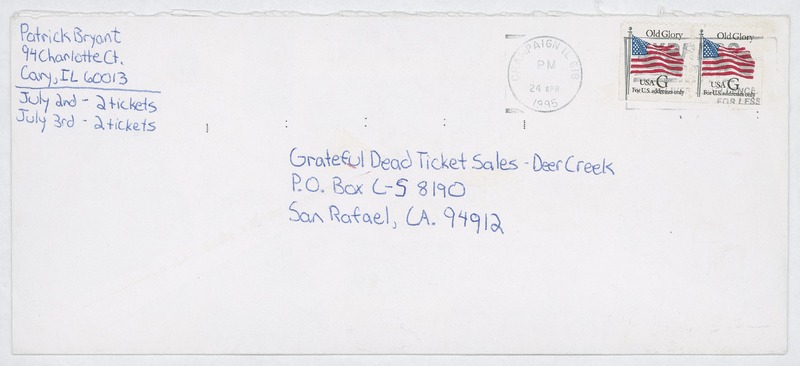 Patrick Bryant
94 Charlotte Ct.
Cary, IL 60013
July 2nd - 2 tickets
July 3rd - 2 tickets
PM
24 APR
1995
Old Glory
USA G
For U.S. addresses only
Old Glory
USA G
For U.S. addresses only
FOR LESS
Grateful Dead Ticket Sales - Deer Creek
P.O. Box C-S 8190
San Rafael, CA. 94912